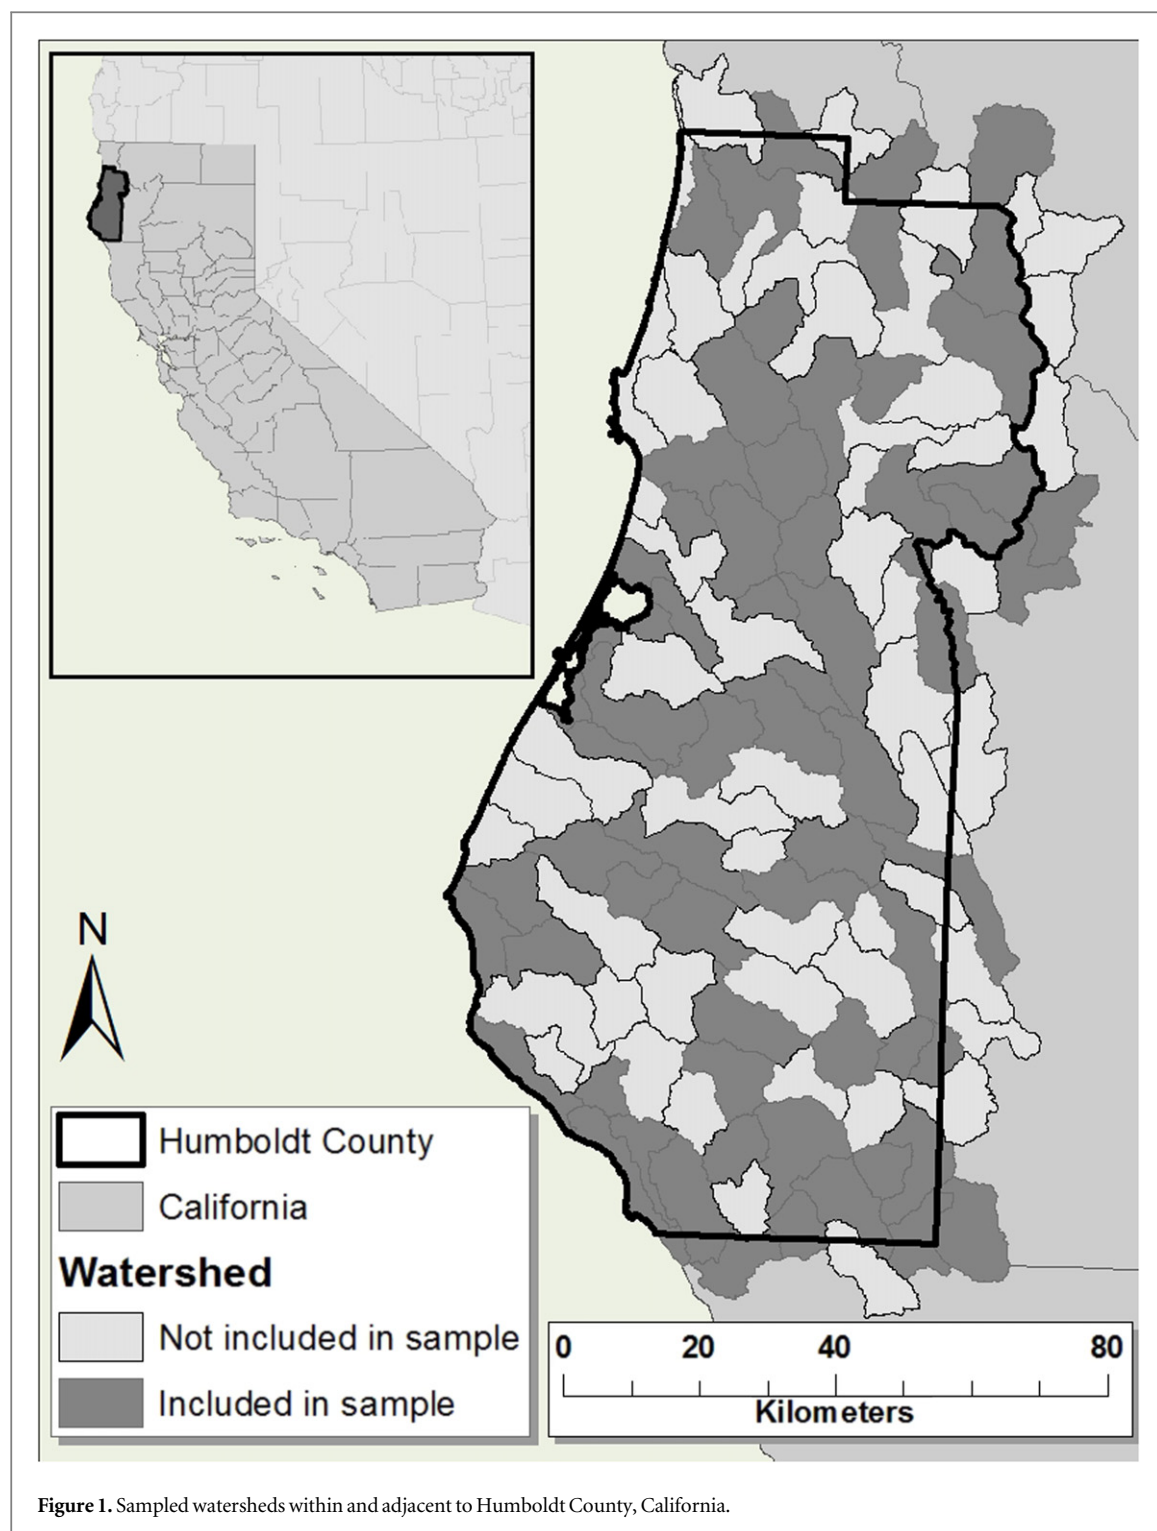 N
Humboldt County
California
Watershed
Not included in sample
Included in sample
0 20 40 80
Kilometers
Figure 1. Sampled watersheds within and adjacent to Humboldt County, California.